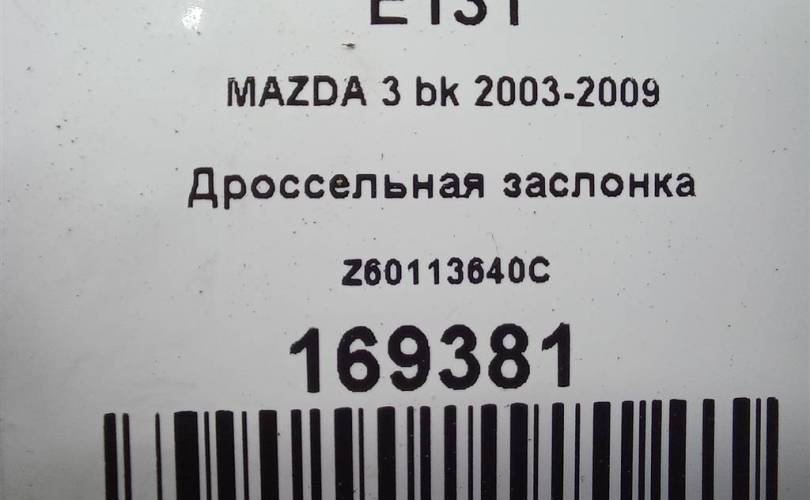 E131
MAZDA 3 bk 2003-2009
Дроссельная заслонка
Z60113640C
169381